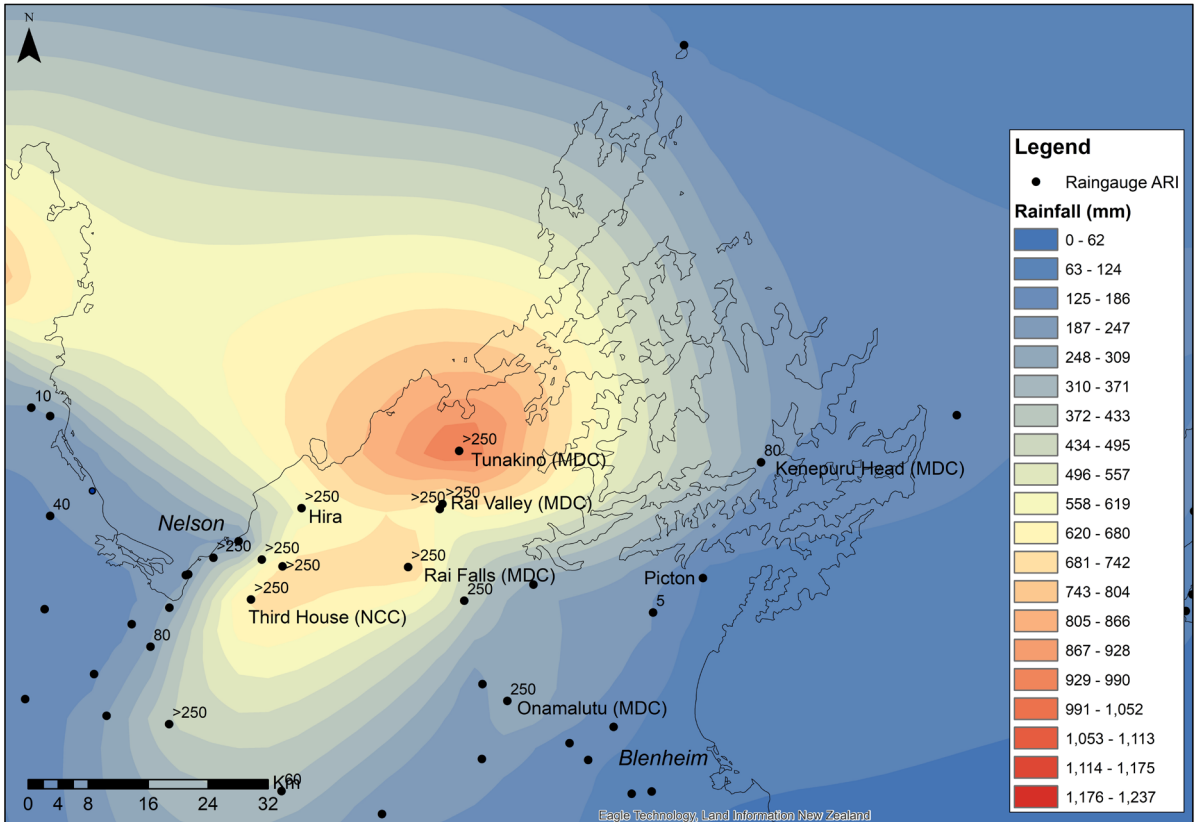 N
10
40
Nelson
>250
>250
>250
>250
Hira
>250
Third House (NCC)
80
>250
>250
Tunakino (MDC)
>250
>250
Rai Valley (MDC)
>250
Rai Falls (MDC)
250
80
Kenepuru Head (MDC)
Picton
5
250
Onamalutu (MDC)
Blenheim
60
Km
0 4 8 16 24 32
Eagle Technology, Land Information New Zealand
Legend
Raingauge ARI
Rainfall (mm)
0 - 62
63 - 124
125 - 186
187 - 247
248 - 309
310 - 371
372 - 433
434 - 495
496 - 557
558 - 619
620 - 680
681 - 742
743 - 804
805 - 866
867 - 928
929 - 990
991 - 1,052
1,053 - 1,113
1,114 - 1,175
1,176 - 1,237